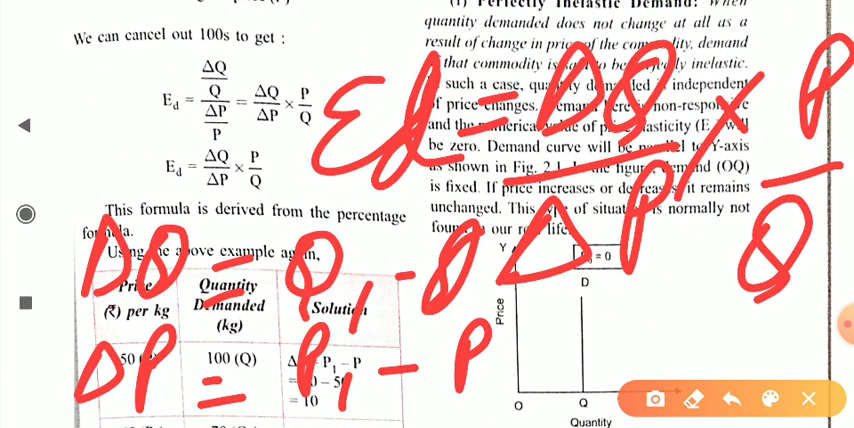 We can cancel out 100s to get :
Ed = ΔQ/Q / ΔP/P = ΔQ/ΔP × P/Q
Ed = ΔQ/ΔP × P/Q
This formula is derived from the percentage
formula.
Using the above example again,
Price (₹) per kg
Quantity Demanded (kg)
Solution
50
100 (Q)
P1 – P
– 50
= 10
(1) Perfectly Inelastic Demand: When
quantity demanded does not change at all as a
result of change in price of the commodity, demand
that commodity is to be perfectly inelastic.
such a case, quantity demanded is independent
of price changes. here is non-responsive
and the numerical value of price elasticity (E will
be zero. Demand curve will be parallel to Y-axis
as shown in Fig. 2.1. In the figure, demand (OQ)
is fixed. If price increases or decreases, it remains
unchanged. This type of situation is normally not
found in our real life.
Y
= 0
D
Price
O
Q
Quantity
Ed = ΔQ/ΔP × P/Q
ΔQ = Q1 - Q
ΔP = P1 - P